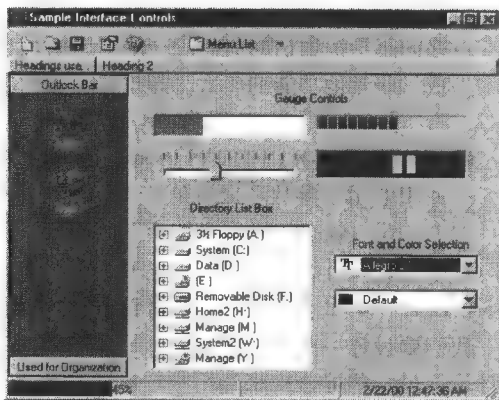 Sample Interface Controls
Menu List
Headings use... Heading 2
Outlook Bar
Gauge Controls
Directory List Box
3½ Floppy (A:)
System (C:)
Data (D:)
(E:)
Removable Disk (F:)
Home2 (H:)
Manage (M:)
System2 (W:)
Manage (Y:)
Font and Color Selection
Default
Used for Organization
45%
2/22/00 12:47:36 AM